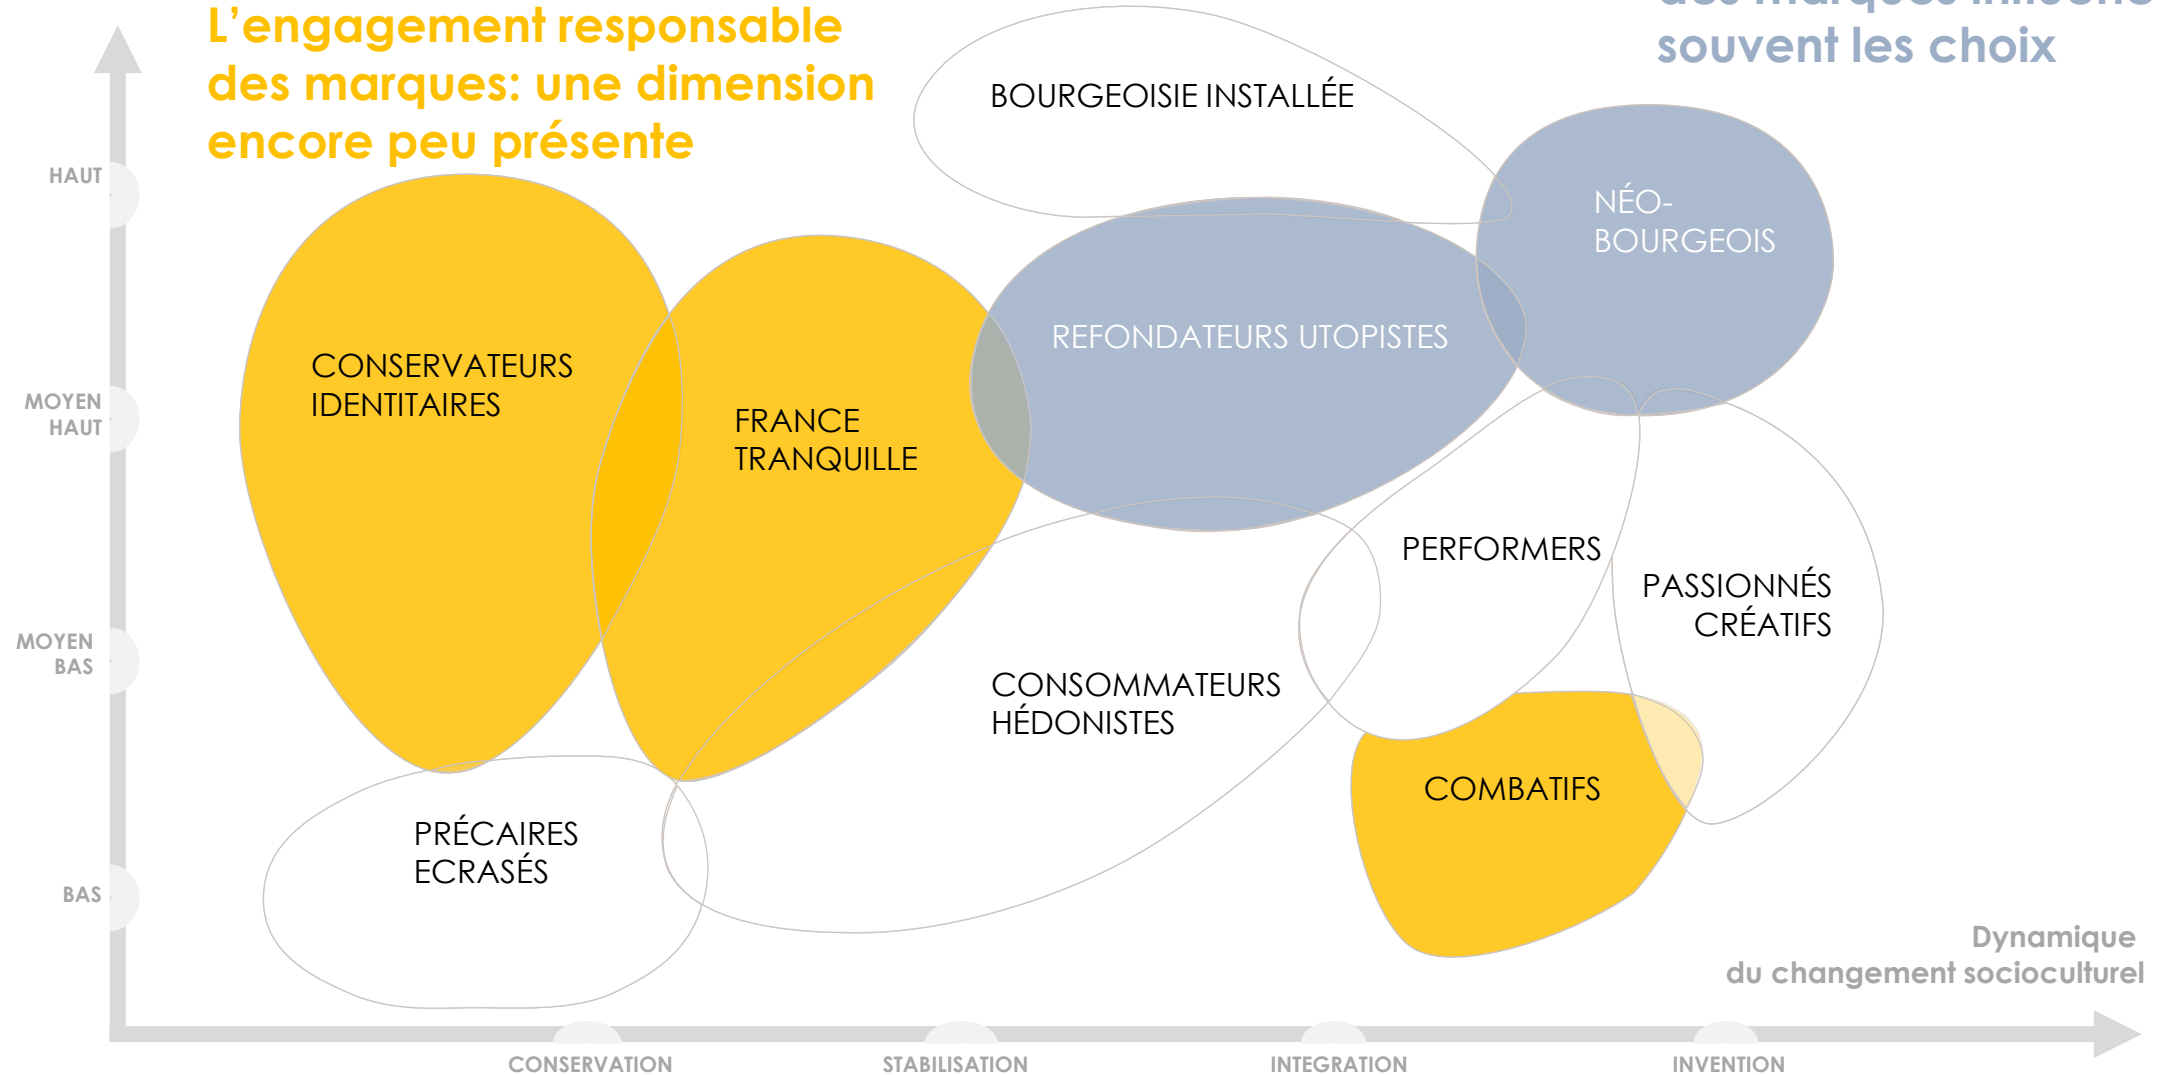 L’engagement responsable
des marques: une dimension
encore peu présente
souvent les choix
BOURGEOISIE INSTALLÉE
HAUT
NÉO-
BOURGEOIS
REFONDATEURS UTOPISTES
CONSERVATEURS
IDENTITAIRES
MOYEN
HAUT
FRANCE
TRANQUILLE
PERFORMERS
PASSIONNÉS
CRÉATIFS
MOYEN
BAS
CONSOMMATEURS
HÉDONISTES
COMBATIFS
PRÉCAIRES
ECRASÉS
BAS
Dynamique
du changement socioculturel
CONSERVATION
STABILISATION
INTEGRATION
INVENTION